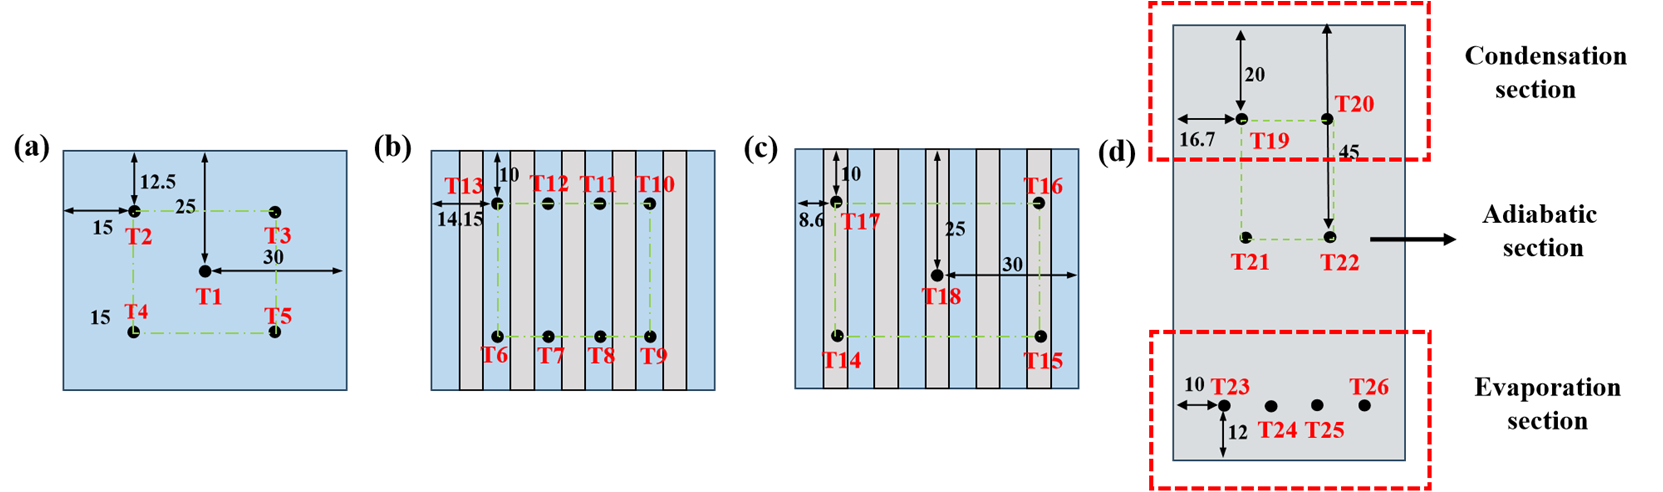 (a)
12.5
25
15
T2
T3
30
T1
T4
15
T5
(b)
10
T13
T12
T11
T10
14.15
T6
T7
T8
T9
(c)
10
8.6
T17
T16
25
30
T18
T14
T15
(d)
20
T20
16.7
T19
45
T21
T22
10
T23
T26
12
T24
T25
Condensation
section
Adiabatic
section
Evaporation
section